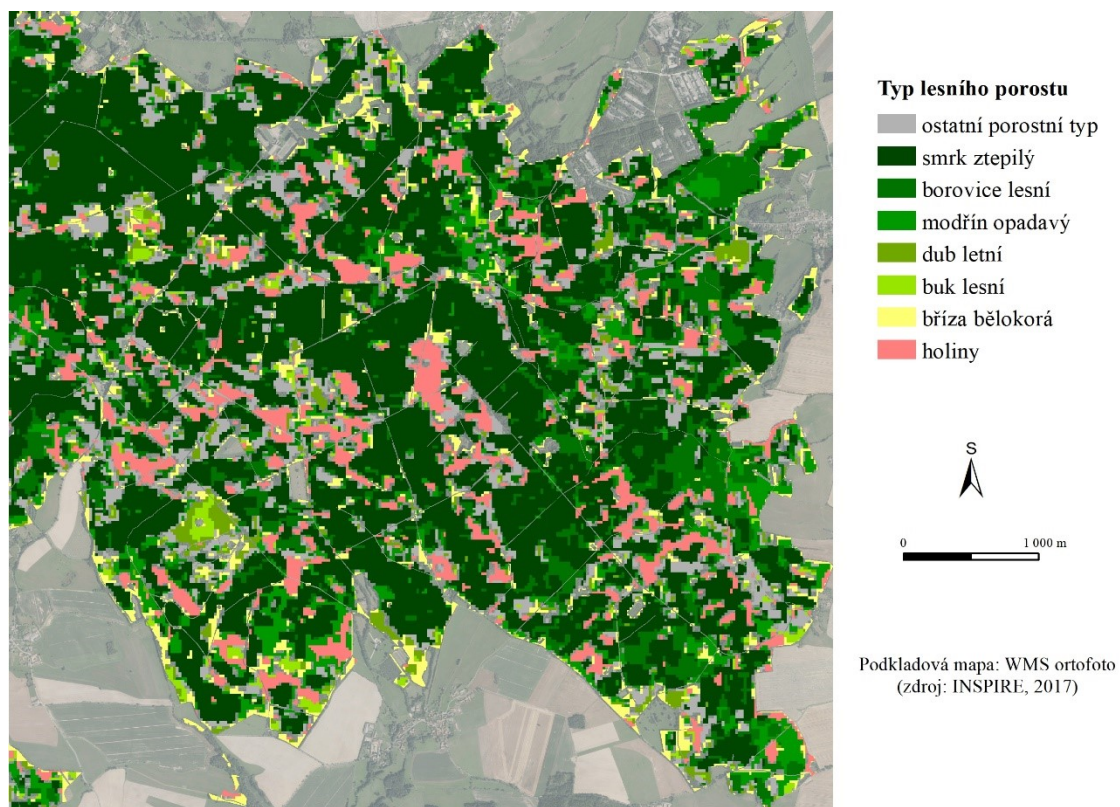 Typ lesního porostu
ostatní porostní typ
smrk ztepilý
borovice lesní
modřín opadavý
dub letní
buk lesní
bříza bělokorá
holiny
S
0 1 000 m
Podkladová mapa: WMS ortofoto
(zdroj: INSPIRE, 2017)